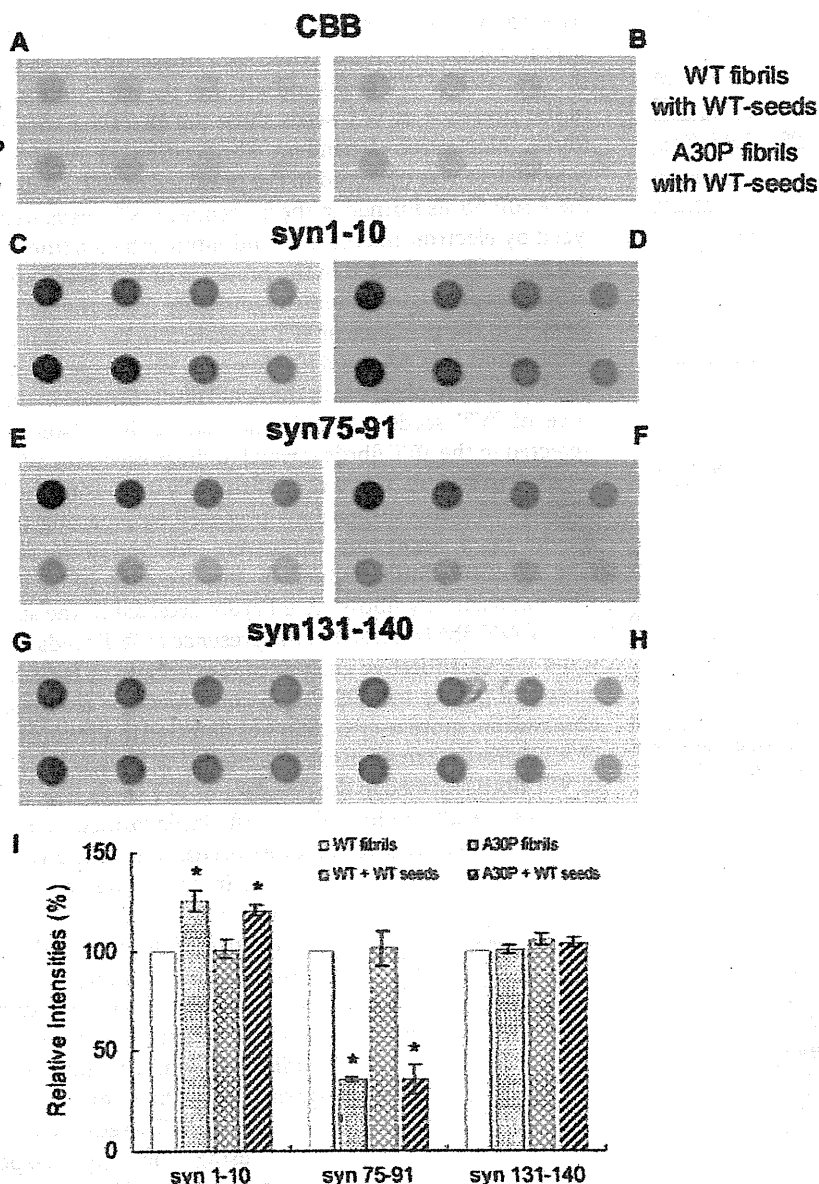 CBB
A
B
WT fibrils
with WT-seeds
A30P fibrils
with WT-seeds
C
syn1-10
D
E
syn75-91
F
G
syn131-140
H
I
□ WT fibrils
A30P fibrils
WT + WT seeds
A30P + WT seeds
Relative Intensities (%)
150
100
50
0
*
*
*
*
syn 1-10
syn 75-91
syn 131-140